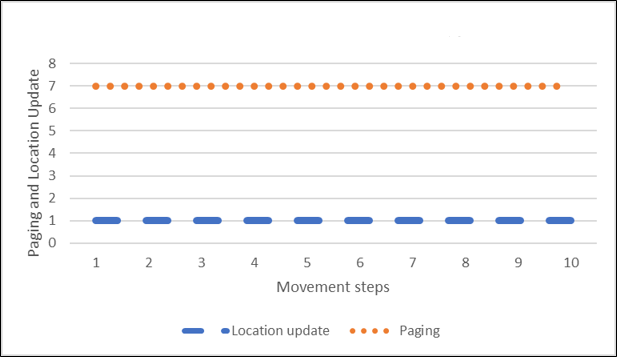 8
7
6
5
4
3
2
1
0
Paging and Location Update
1 2 3 4 5 6 7 8 9 10
Movement steps
Location update Paging